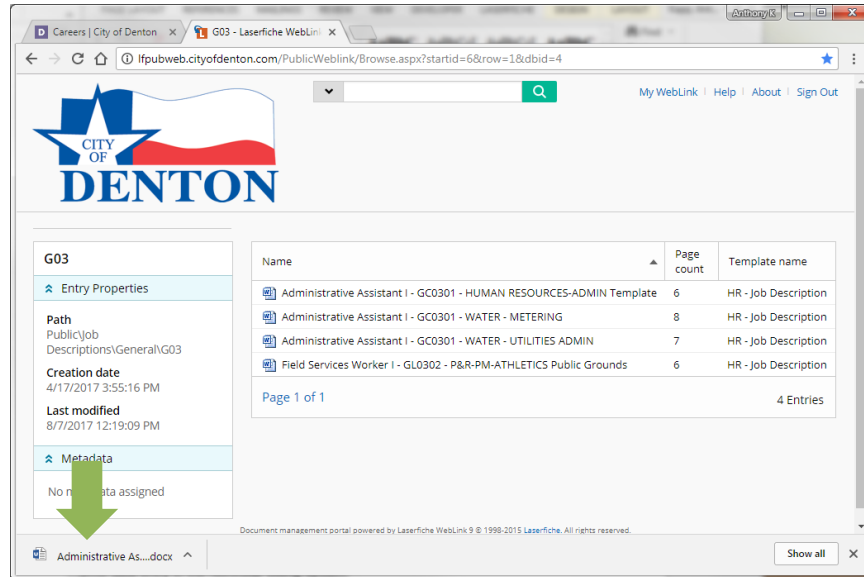 Anthony K
Careers | City of Denton
G03 - Laserfiche WebLin
lfpubweb.cityofdenton.com/PublicWeblink/Browse.aspx?startid=6&row=1&dbid=4
My WebLink | Help | About | Sign Out
CITY
OF
DENTON
G03
Entry Properties
Path
Public\Job
Descriptions\General\G03
Creation date
4/17/2017 3:55:16 PM
Last modified
8/7/2017 12:19:09 PM
Metadata
No assigned
Name Page count Template name
Administrative Assistant I - GC0301 - HUMAN RESOURCES-ADMIN Template 6 HR - Job Description
Administrative Assistant I - GC0301 - WATER - METERING 8 HR - Job Description
Administrative Assistant I - GC0301 - WATER - UTILITIES ADMIN 7 HR - Job Description
Field Services Worker I - GL0302 - P&R-PM-ATHLETICS Public Grounds 6 HR - Job Description
Page 1 of 1 4 Entries
Document management portal powered by Laserfiche WebLink 9 © 1998-2015 Laserfiche. All rights reserved.
Administrative As....docx
Show all